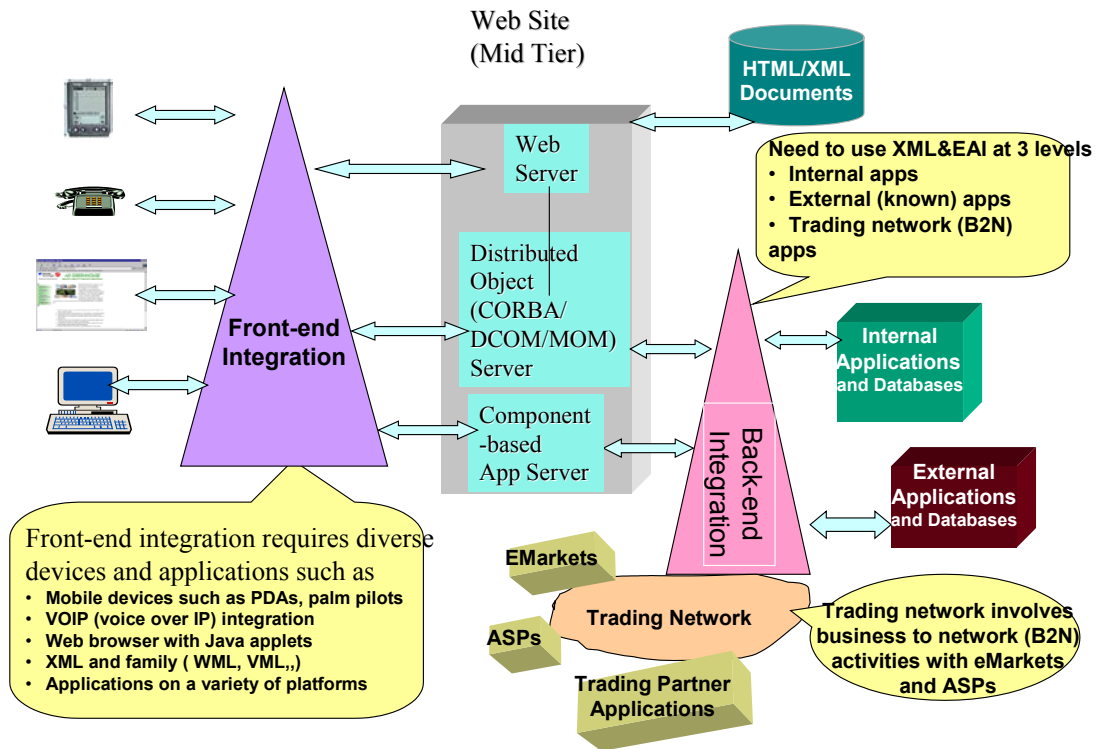 Web Site
(Mid Tier)
HTML/XML
Documents
Web
Server
Need to use XML&EAI at 3 levels
• Internal apps
• External (known) apps
• Trading network (B2N)
apps
Distributed
Object
(CORBA/
DCOM/MOM)
Server
Front-end
Integration
Internal
Applications
and Databases
Component
-based
App Server
Back-end
Integration
External
Applications
and Databases
Front-end integration requires diverse
devices and applications such as
• Mobile devices such as PDAs, palm pilots
• VOIP (voice over IP) integration
• Web browser with Java applets
• XML and family ( WML, VML,,)
• Applications on a variety of platforms
EMarkets
Trading Network
ASPs
Trading Partner
Applications
Trading network involves
business to network (B2N)
activities with eMarkets
and ASPs